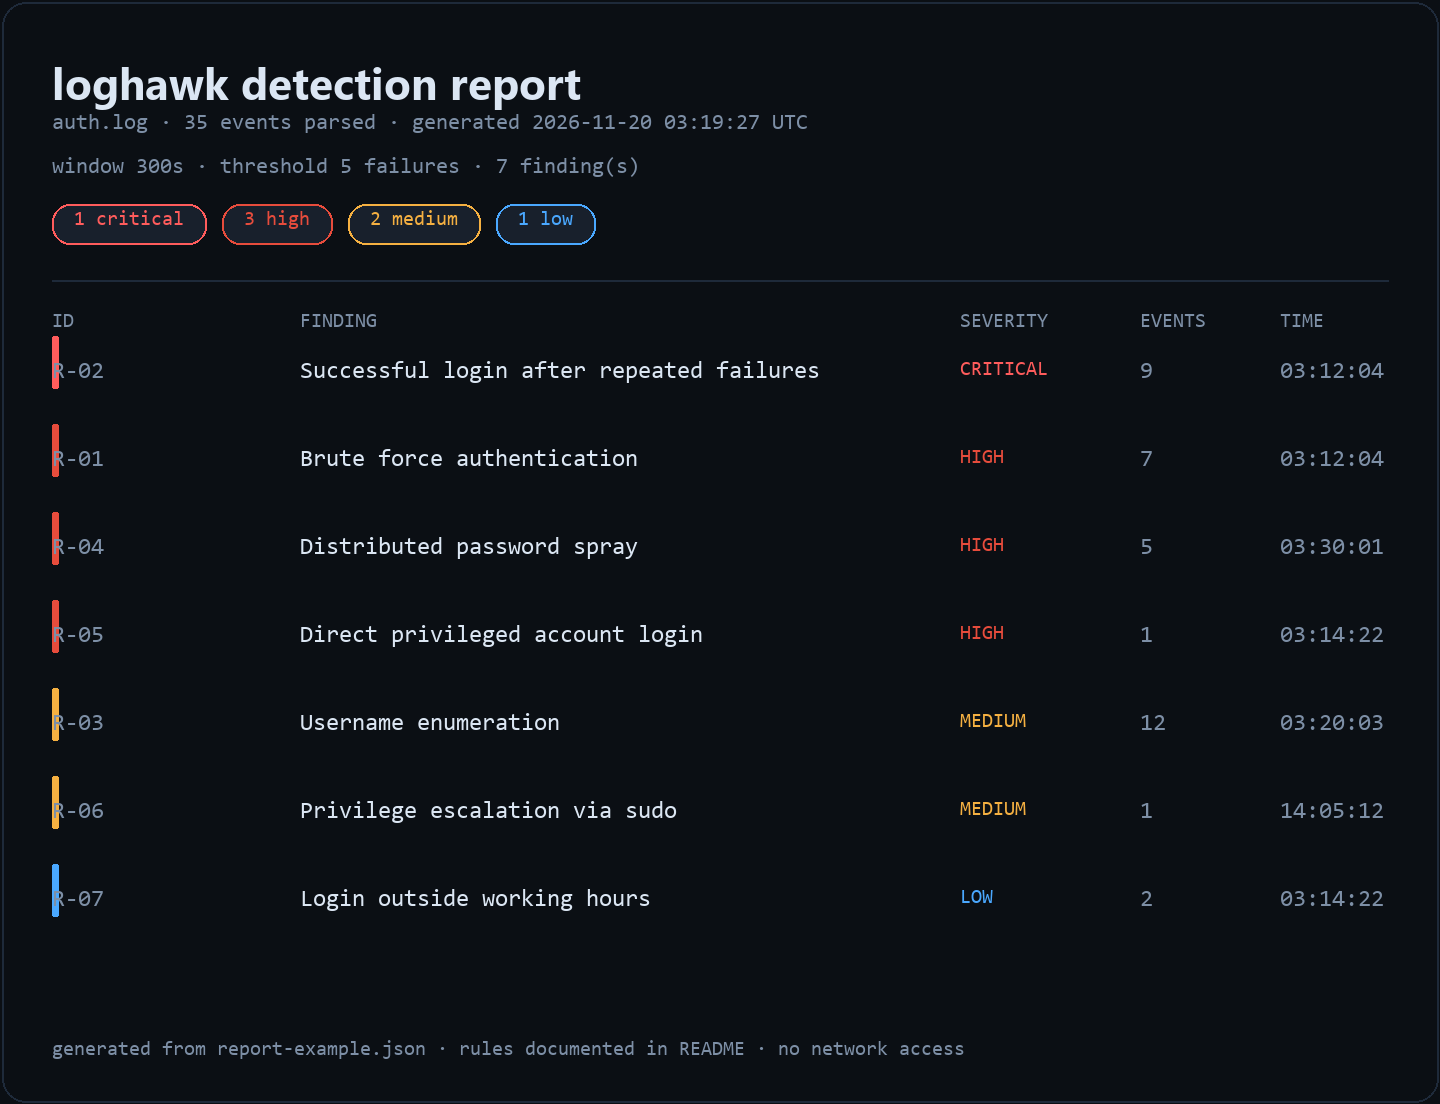 loghawk detection report
auth.log · 35 events parsed · generated 2026-11-20 03:19:27 UTC
window 300s · threshold 5 failures · 7 finding(s)
1 critical 3 high 2 medium 1 low
ID FINDING SEVERITY EVENTS TIME
R-02 Successful login after repeated failures CRITICAL 9 03:12:04
R-01 Brute force authentication HIGH 7 03:12:04
R-04 Distributed password spray HIGH 5 03:30:01
R-05 Direct privileged account login HIGH 1 03:14:22
R-03 Username enumeration MEDIUM 12 03:20:03
R-06 Privilege escalation via sudo MEDIUM 1 14:05:12
R-07 Login outside working hours LOW 2 03:14:22
generated from report-example.json · rules documented in README · no network access